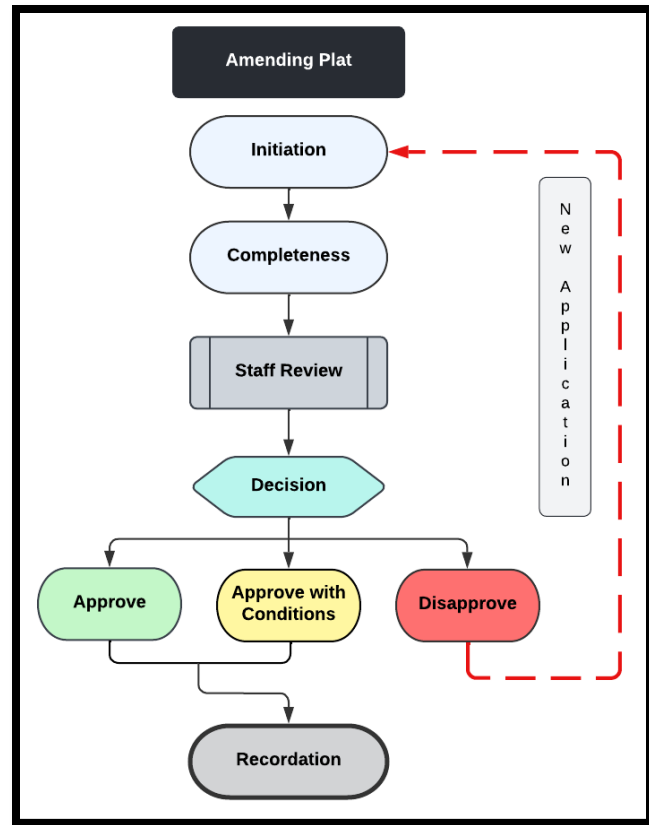 Amending Plat
Initiation
New Application
Completeness
Staff Review
Decision
Approve
Approve with
Conditions
Disapprove
Recordation